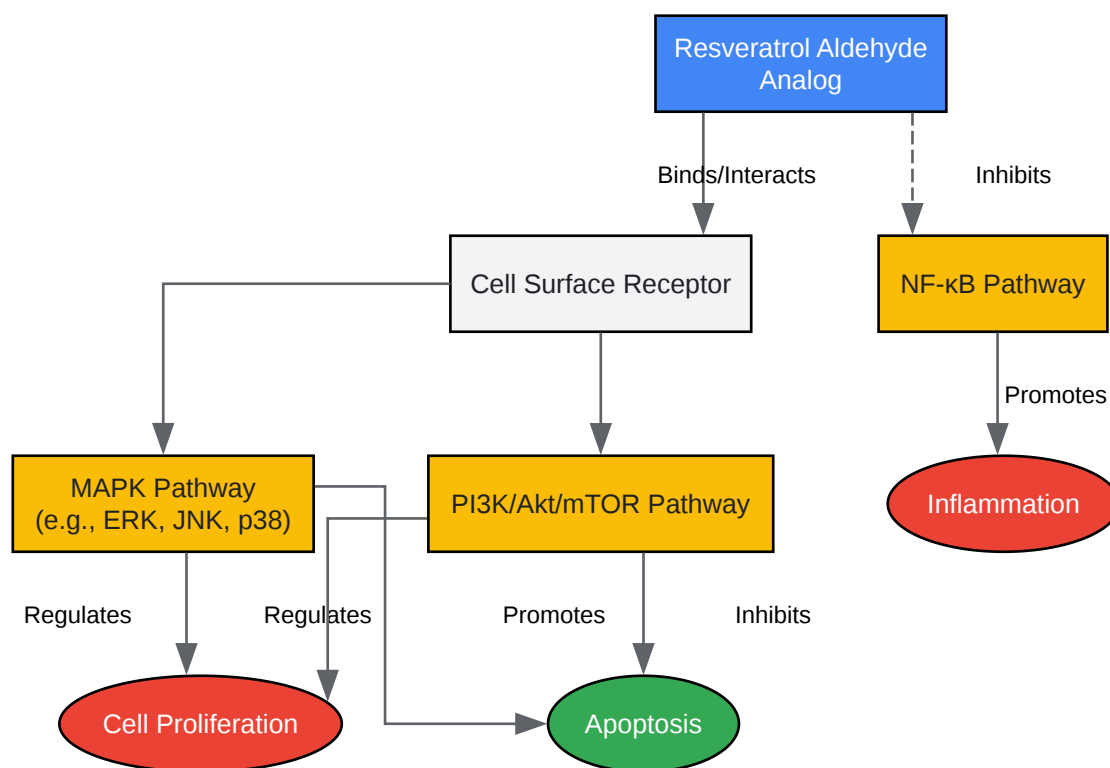 Resveratrol Aldehyde
Analog
Binds/Interacts
Inhibits
Cell Surface Receptor
NF-κB Pathway
Promotes
MAPK Pathway
(e.g., ERK, JNK, p38)
PI3K/Akt/mTOR Pathway
Inflammation
Regulates
Regulates
Promotes
Inhibits
Cell Proliferation
Apoptosis